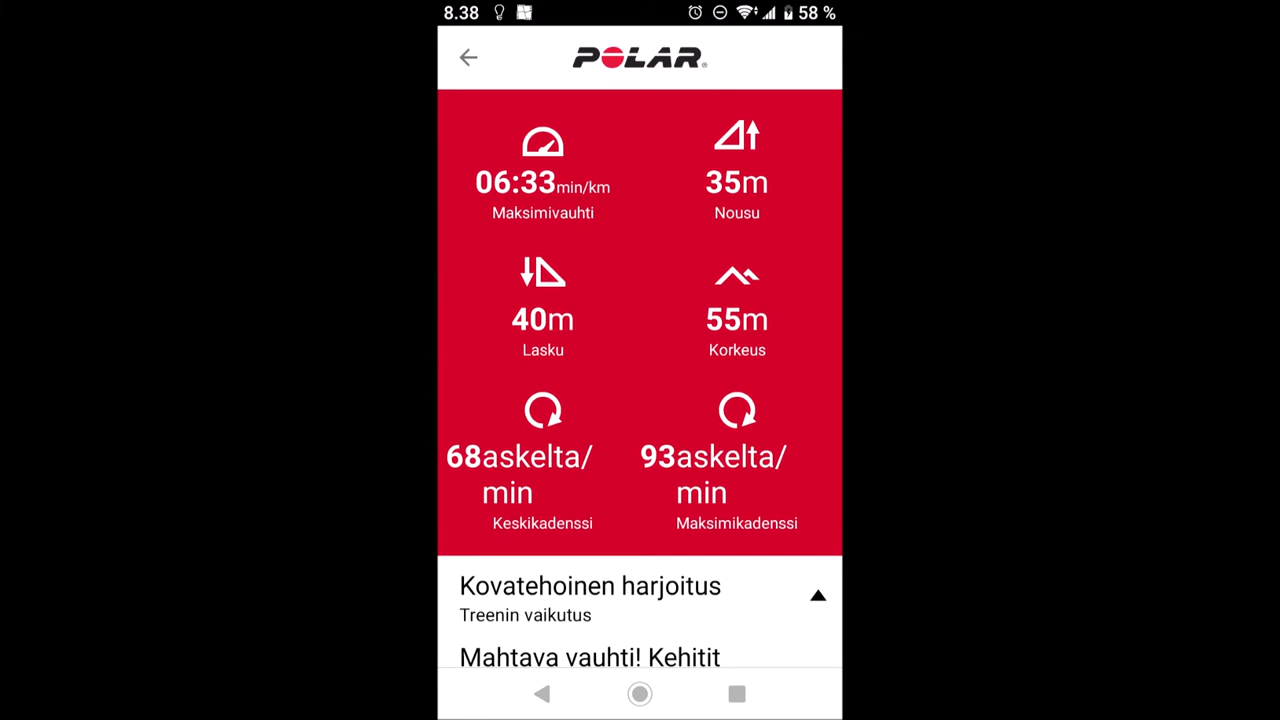 8.38 58 %
POLAR
06:33min/km 35m
Maksimivauhti Nousu
40m 55m
Lasku Korkeus
68askelta/ 93askelta/
min min
Keskikadenssi Maksimikadenssi
Kovatehoinen harjoitus
Treenin vaikutus
Mahtava vauhti! Kehitit